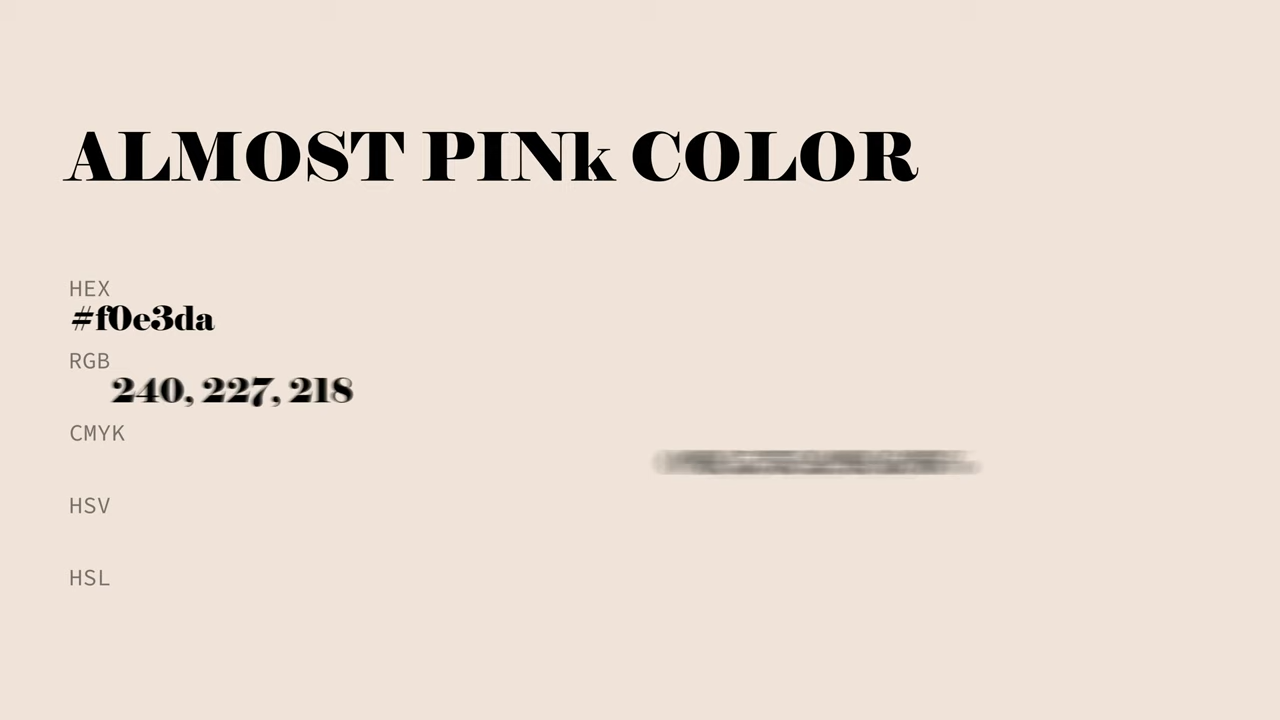 ALMOST PINk COLOR
HEX
#f0e3da
RGB
240, 227, 218
CMYK
HSV
HSL